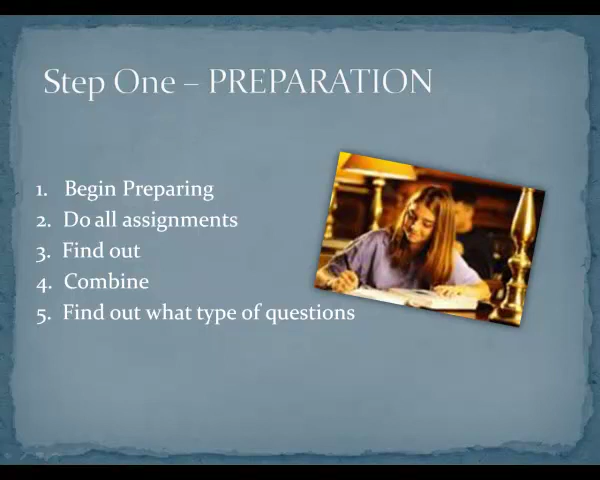 Step One – PREPARATION
1. Begin Preparing
2. Do all assignments
3. Find out
4. Combine
5. Find out what type of questions